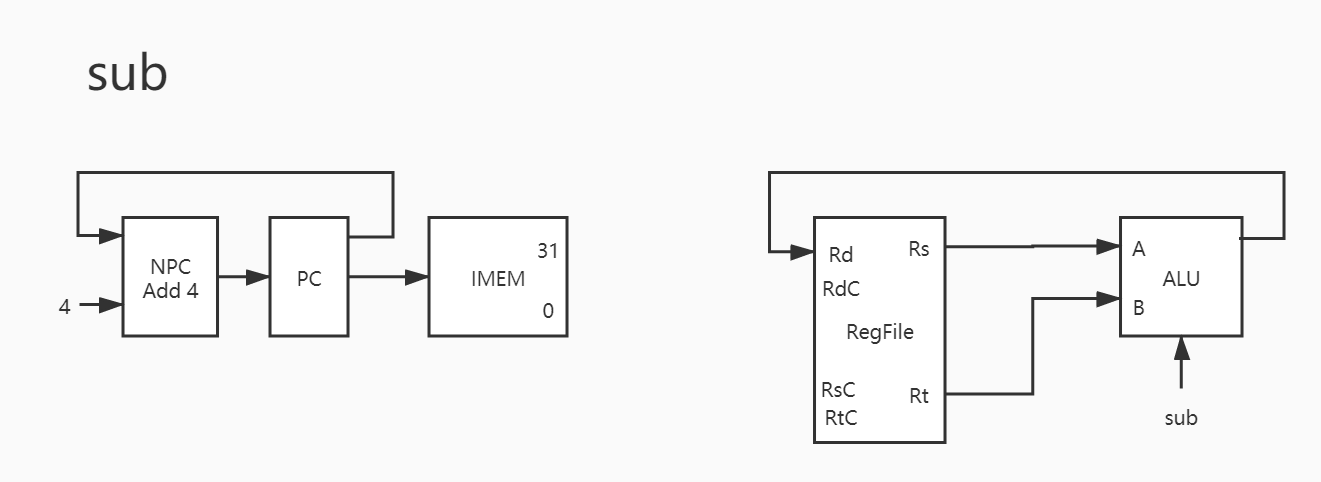 sub
4
NPC
Add 4
PC
31
IMEM
0
Rd
RdC
Rs
RegFile
RsC
RtC
Rt
A
ALU
B
sub